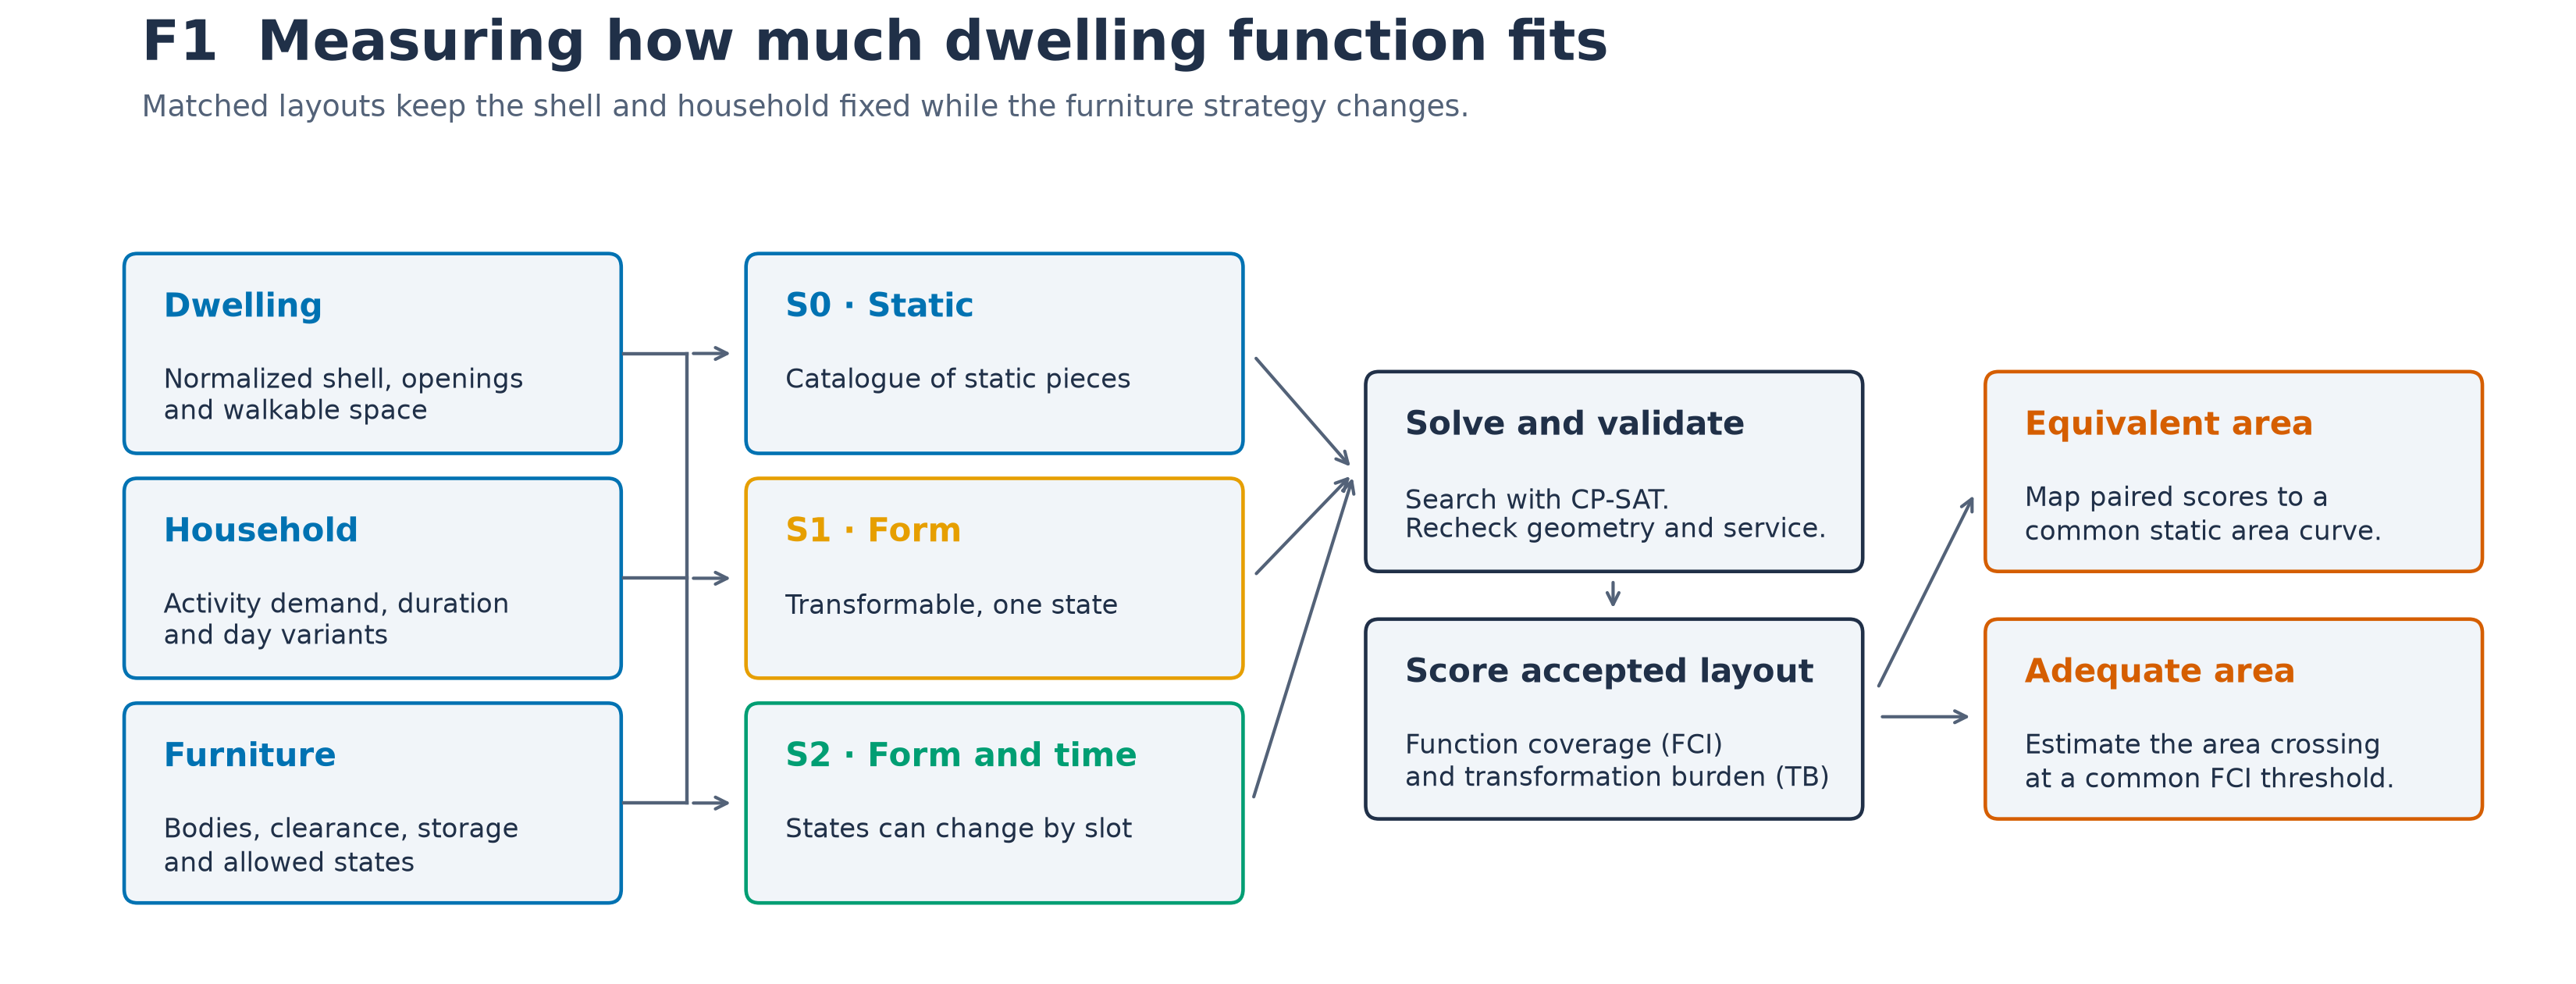 F1 Measuring how much dwelling function fits
Matched layouts keep the shell and household fixed while the furniture strategy changes.
Dwelling
Normalized shell, openings
and walkable space
Household
Activity demand, duration
and day variants
Furniture
Bodies, clearance, storage
and allowed states
S0 · Static
Catalogue of static pieces
S1 · Form
Transformable, one state
S2 · Form and time
States can change by slot
Solve and validate
Search with CP-SAT.
Recheck geometry and service.
Score accepted layout
Function coverage (FCI)
and transformation burden (TB)
Equivalent area
Map paired scores to a
common static area curve.
Adequate area
Estimate the area crossing
at a common FCI threshold.